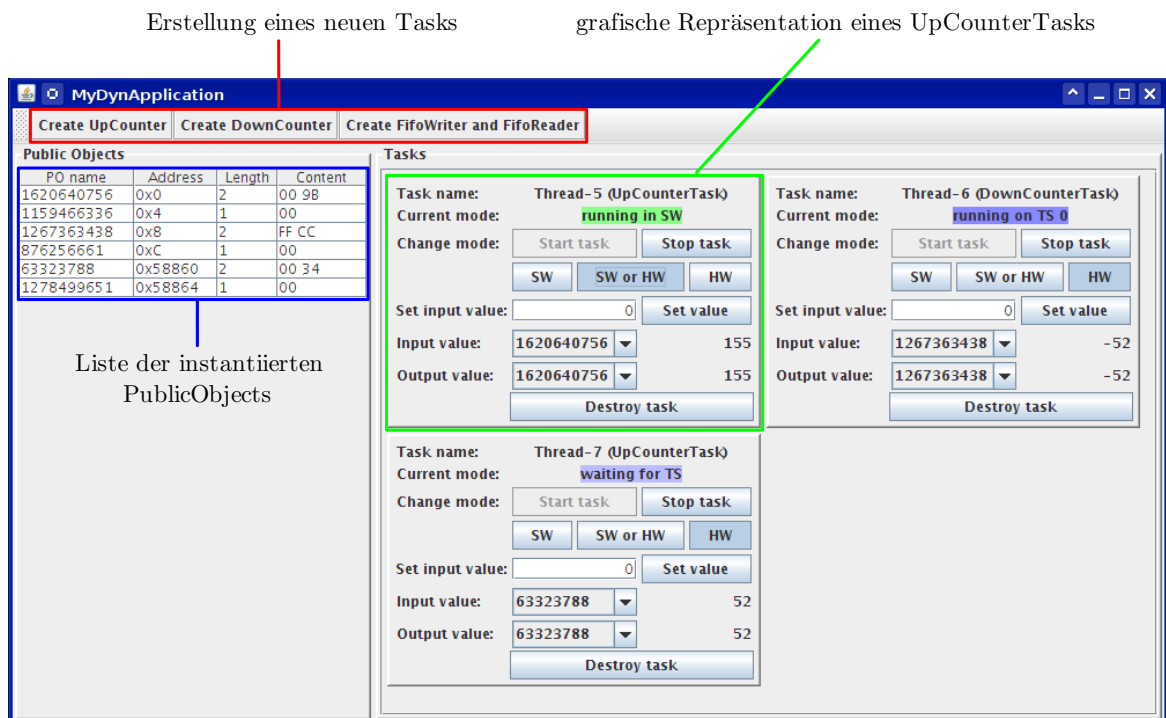 Erstellung eines neuen Tasks
grafische Repräsentation eines UpCounterTasks
MyDynApplication
Create UpCounter Create DownCounter Create FifoWriter and FifoReader
Public Objects
PO name Address Length Content
1620640756 0x0 2 00 9B
1159466336 0x4 1 00
1267363438 0x8 2 FF CC
876256661 0xC 1 00
63323788 0x58860 2 00 34
1278499651 0x58864 1 00
Liste der instantiierten
PublicObjects
Tasks
Task name: Thread-5 (UpCounterTask)
Current mode: running in SW
Change mode: Start task Stop task
SW SW or HW HW
Set input value: 0 Set value
Input value: 1620640756 155
Output value: 1620640756 155
Destroy task
Task name: Thread-6 (DownCounterTask)
Current mode: running on TS 0
Change mode: Start task Stop task
SW SW or HW HW
Set input value: 0 Set value
Input value: 1267363438 -52
Output value: 1267363438 -52
Destroy task
Task name: Thread-7 (UpCounterTask)
Current mode: waiting for TS
Change mode: Start task Stop task
SW SW or HW HW
Set input value: 0 Set value
Input value: 63323788 52
Output value: 63323788 52
Destroy task